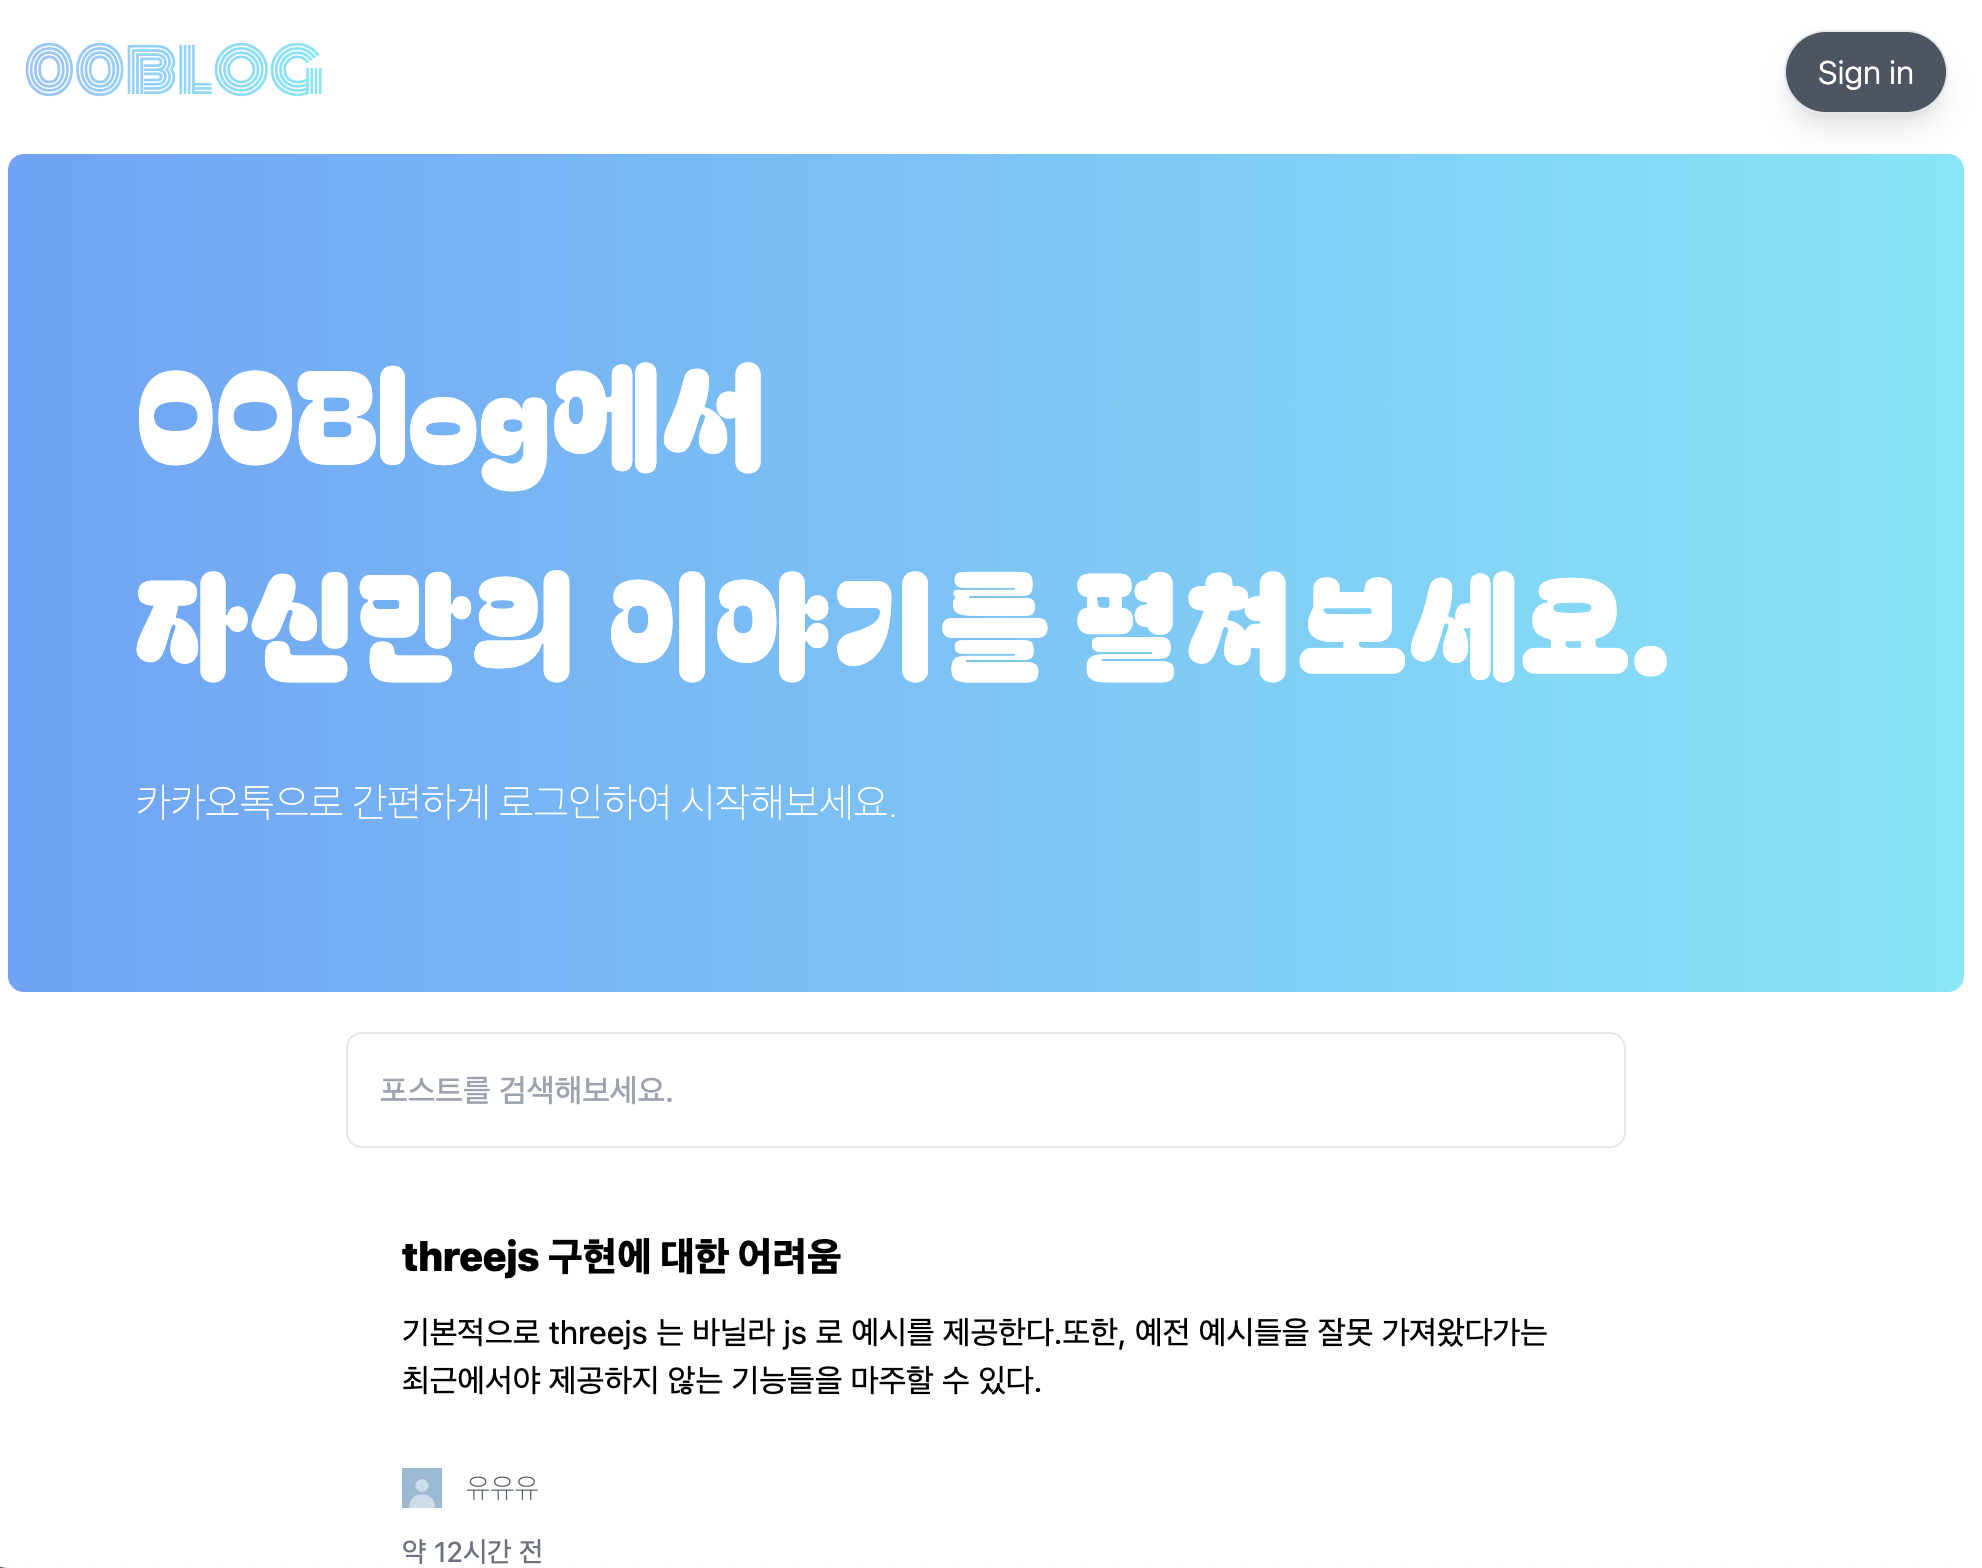 OOBLOG
Sign in
OOBlog에서
자신만의 이야기를 펼쳐보세요.
카카오톡으로 간편하게 로그인하여 시작해보세요.
포스트를 검색해보세요.
threejs 구현에 대한 어려움
기본적으로 threejs 는 바닐라 js 로 예시를 제공한다.또한, 예전 예시들을 잘못 가져왔다가는
최근에서야 제공하지 않는 기능들을 마주할 수 있다.
유유유
약 12시간 전